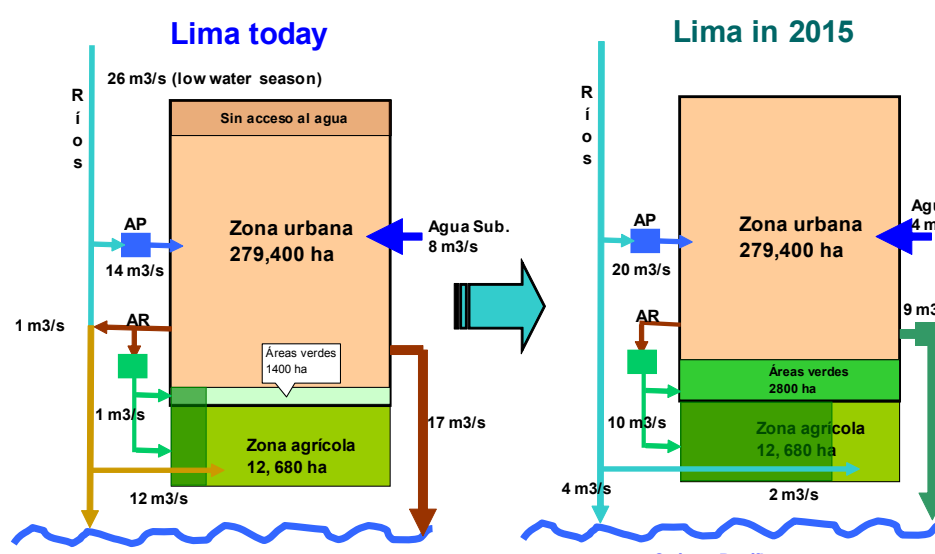 Lima today
26 m3/s (low water season)
Ríos
Sin acceso al agua
AP
14 m3/s
Zona urbana
279,400 ha
Agua Sub.
8 m3/s
1 m3/s
AR
Áreas verdes
1400 ha
1 m3/s
17 m3/s
Zona agrícola
12, 680 ha
12 m3/s
Lima in 2015
Ríos
AP
20 m3/s
Zona urbana
279,400 ha
4 m
9 m3
AR
Áreas verdes
2800 ha
10 m3/s
Zona agrícola
12, 680 ha
4 m3/s
2 m3/s